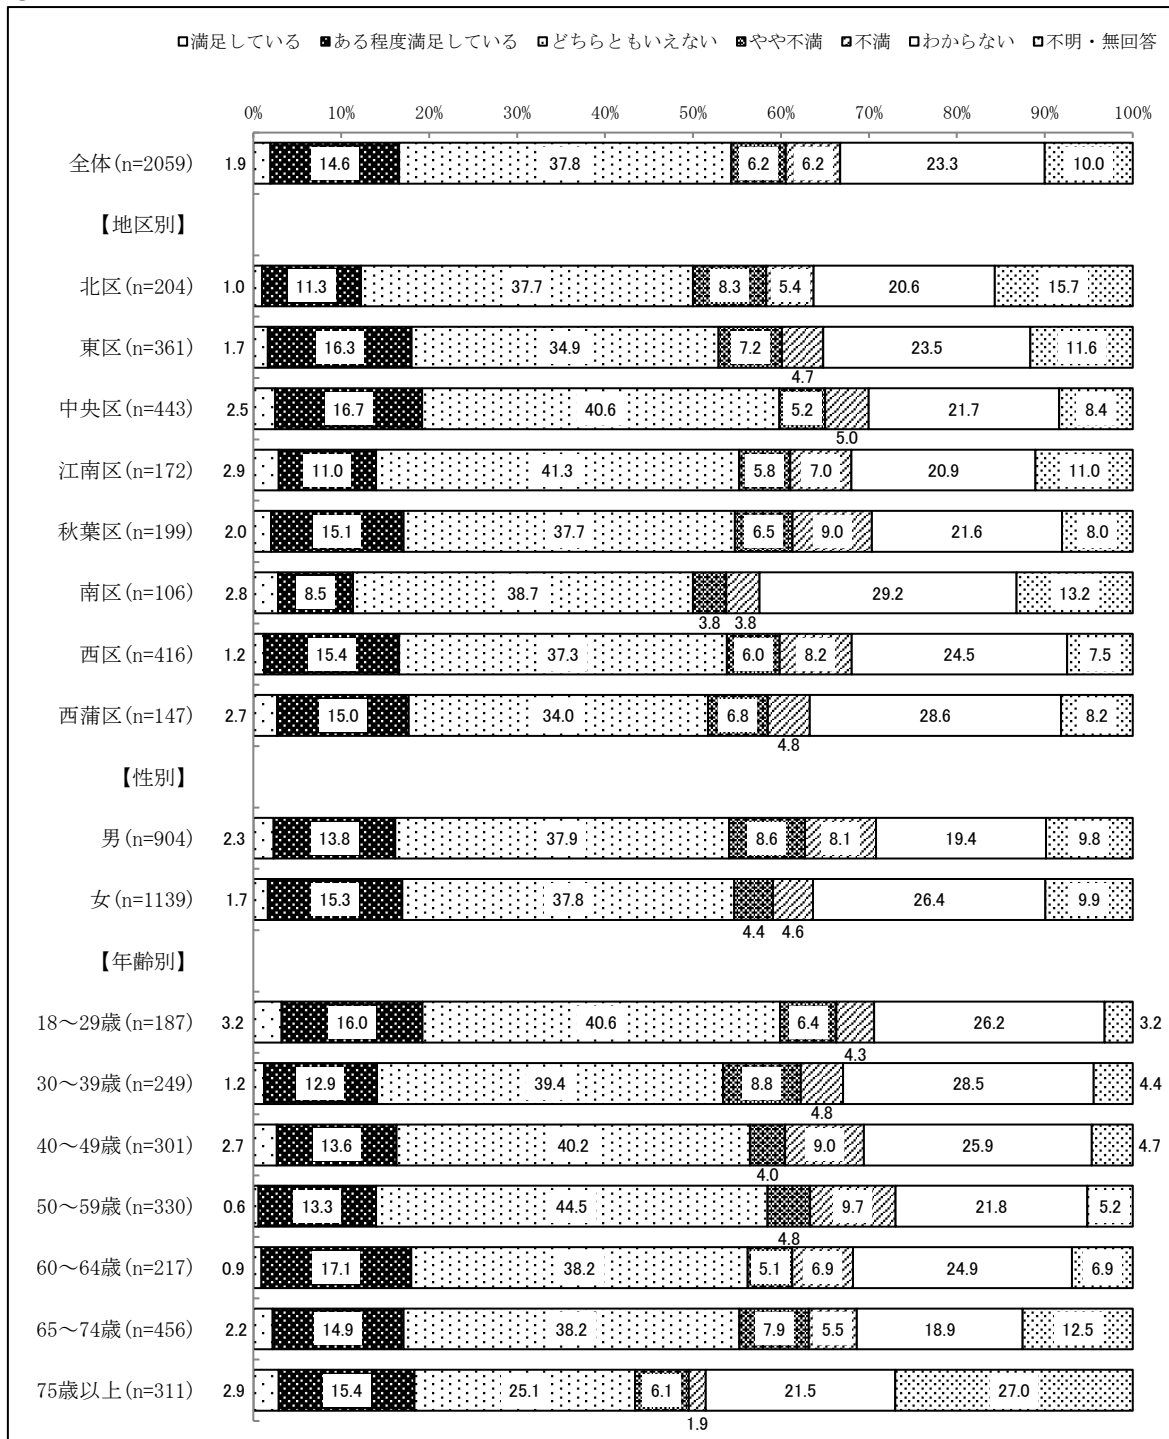 □満足している ■ある程度満足している □どちらともいえない ■やや不満 □不満 □わからない □不明・無回答
0% 10% 20% 30% 40% 50% 60% 70% 80% 90% 100%
全体(n=2059) 1.9 14.6 37.8 6.2 6.2 23.3 10.0
【地区別】
北区(n=204) 1.0 11.3 37.7 8.3 5.4 20.6 15.7
東区(n=361) 1.7 16.3 34.9 7.2 23.5 11.6
4.7
中央区(n=443) 2.5 16.7 40.6 5.2 21.7 8.4
5.0
江南区(n=172) 2.9 11.0 41.3 5.8 7.0 20.9 11.0
秋葉区(n=199) 2.0 15.1 37.7 6.5 9.0 21.6 8.0
南区(n=106) 2.8 8.5 38.7 29.2 13.2
3.8 3.8
西区(n=416) 1.2 15.4 37.3 6.0 8.2 24.5 7.5
西蒲区(n=147) 2.7 15.0 34.0 6.8 28.6 8.2
4.8
【性別】
男(n=904) 2.3 13.8 37.9 8.6 8.1 19.4 9.8
女(n=1139) 1.7 15.3 37.8 26.4 9.9
4.4 4.6
【年齢別】
18～29歳(n=187) 3.2 16.0 40.6 6.4 26.2 3.2
4.3
30～39歳(n=249) 1.2 12.9 39.4 8.8 28.5 4.4
4.8
40～49歳(n=301) 2.7 13.6 40.2 9.0 25.9 4.7
4.0
50～59歳(n=330) 0.6 13.3 44.5 9.7 21.8 5.2
4.8
60～64歳(n=217) 0.9 17.1 38.2 5.1 6.9 24.9 6.9
65～74歳(n=456) 2.2 14.9 38.2 7.9 5.5 18.9 12.5
75歳以上(n=311) 2.9 15.4 25.1 6.1 21.5 27.0
1.9